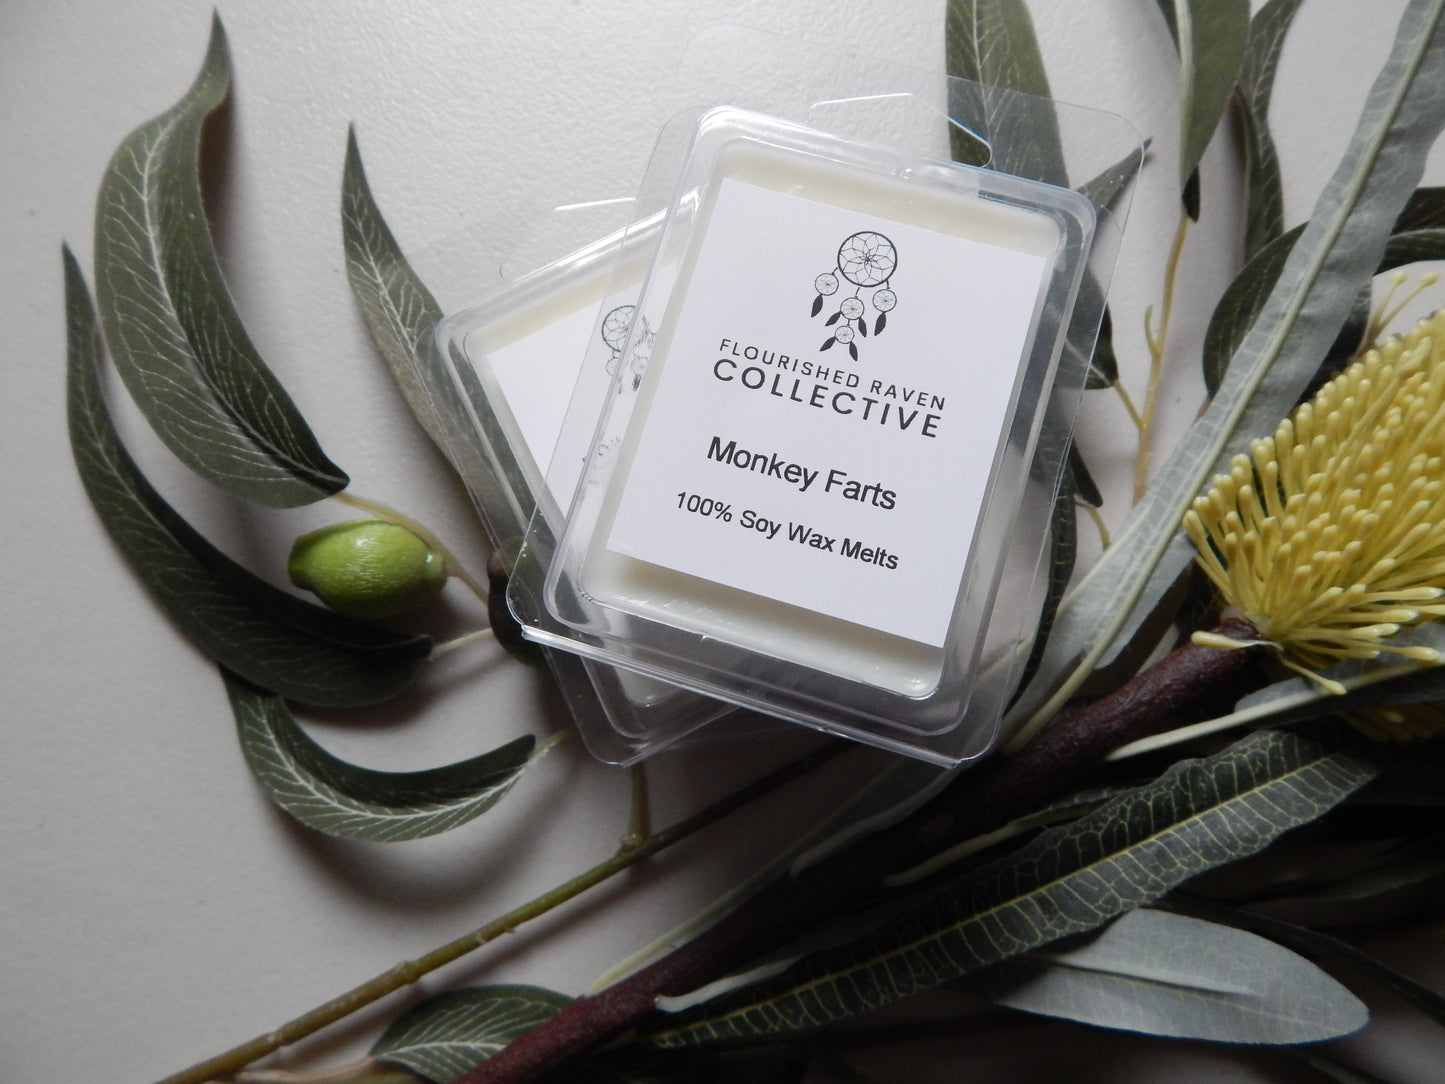 FLOURISHED RAVEN
COLLECTIVE
Monkey Farts
100% Soy Wax Melts